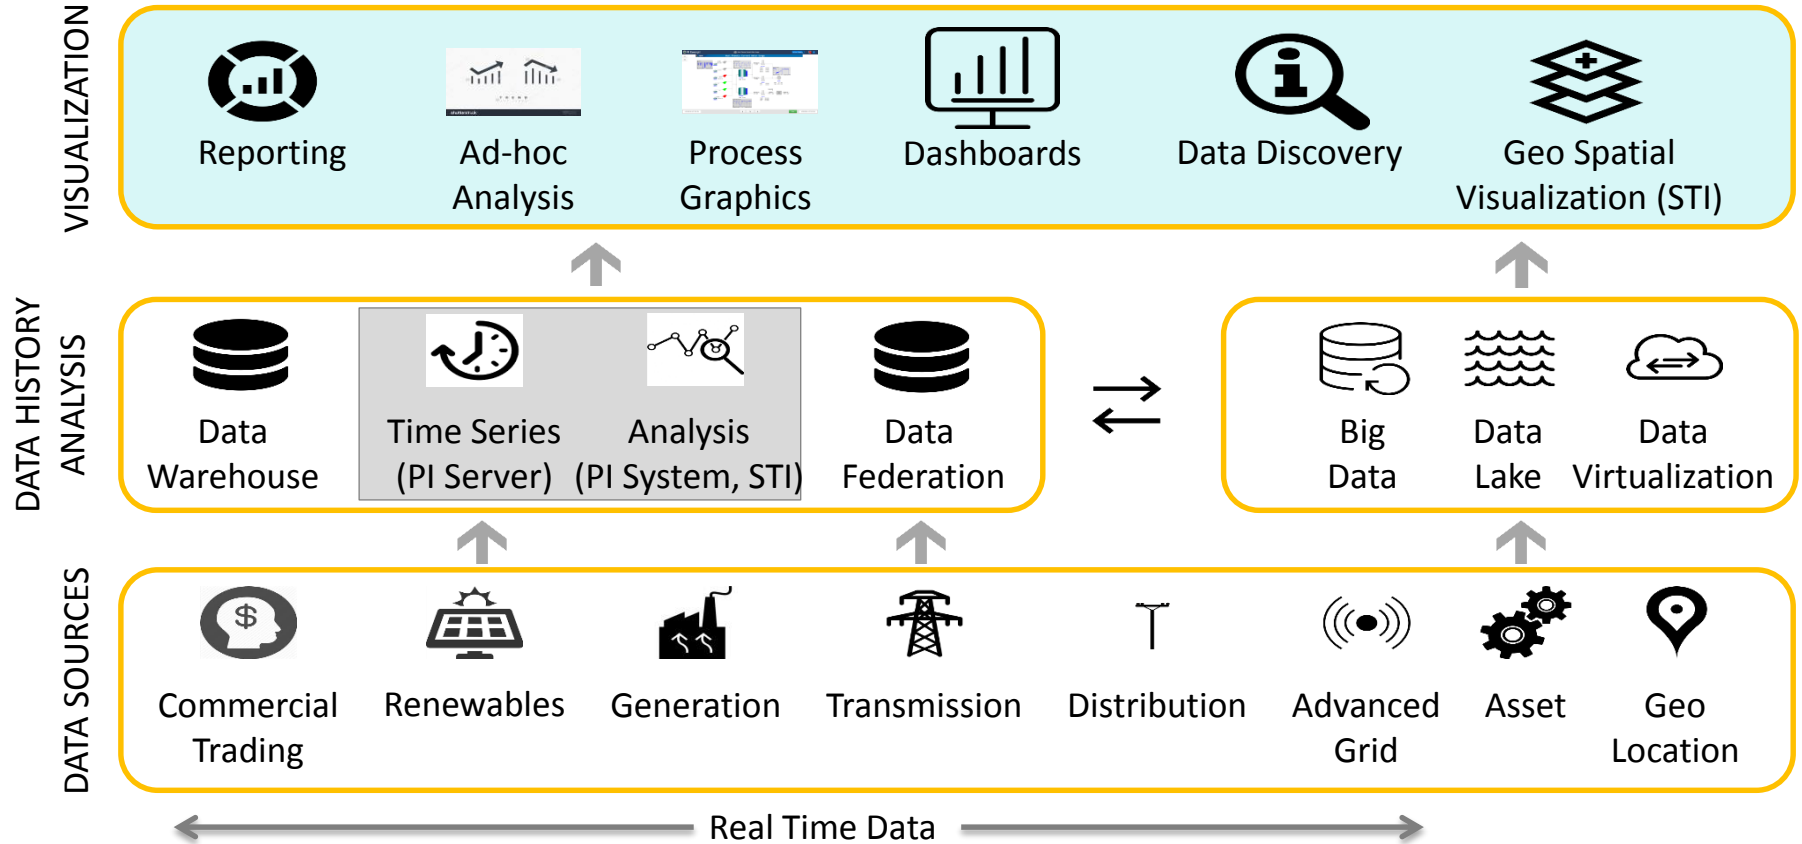 VISUALIZATION
Reporting
Ad-hoc
Analysis
Process
Graphics
Dashboards
Data Discovery
Geo Spatial
Visualization (STI)
DATA HISTORY
ANALYSIS
Data
Warehouse
Time Series
(PI Server)
Analysis
(PI System, STI)
Data
Federation
Big
Data
Data
Lake
Data
Virtualization
DATA SOURCES
$
Commercial
Trading
Renewables
Generation
Transmission
Distribution
Advanced
Grid
Asset
Geo
Location
Real Time Data